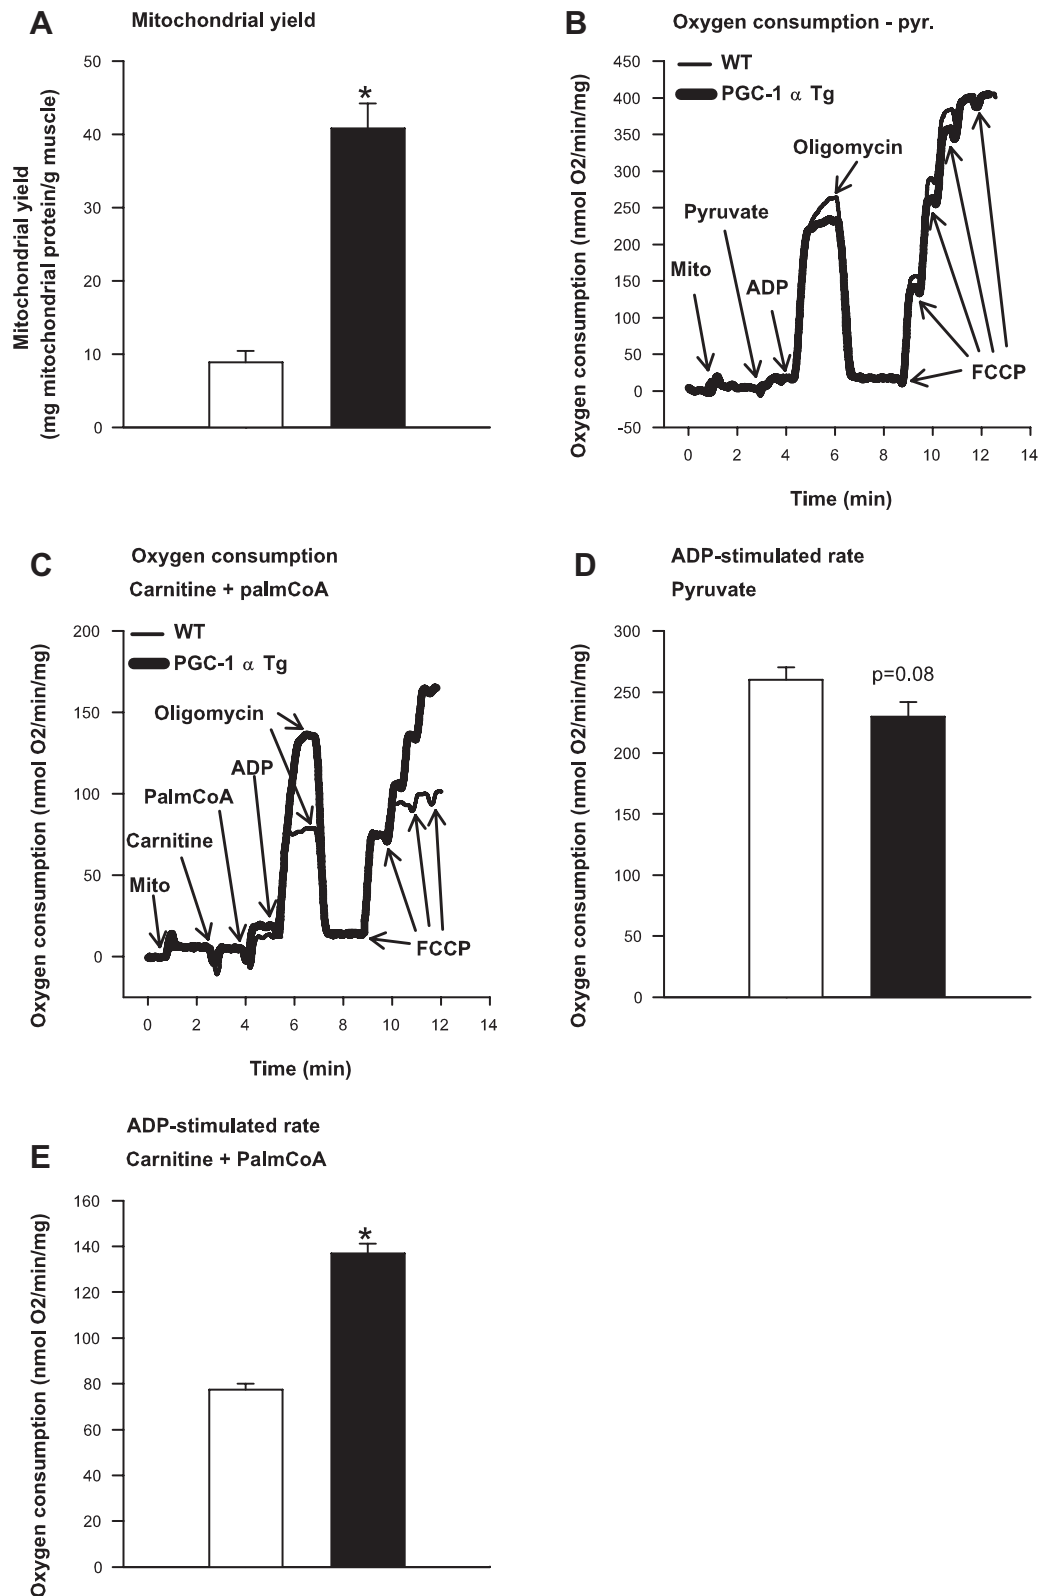 A Mitochondrial yield
Mitochondrial yield
(mg mitochondrial protein/g muscle)
50
40
30
20
10
0
*
B Oxygen consumption - pyr.
Oxygen consumption (nmol O2/min/mg)
450
400
350
300
250
200
150
100
50
0
-50
WT
PGC-1 α Tg
Oligomycin
Pyruvate
Mito
ADP
FCCP
0 2 4 6 8 10 12 14
Time (min)
C Oxygen consumption
Carnitine + palmCoA
Oxygen consumption (nmol O2/min/mg)
200
150
100
50
0
WT
PGC-1 α Tg
Oligomycin
ADP
PalmCoA
Carnitine
Mito
FCCP
0 2 4 6 8 10 12 14
Time (min)
D ADP-stimulated rate
Pyruvate
Oxygen consumption (nmol O2/min/mg)
300
250
200
150
100
50
0
p=0.08
E ADP-stimulated rate
Carnitine + PalmCoA
Oxygen consumption (nmol O2/min/mg)
160
140
120
100
80
60
40
20
0
*